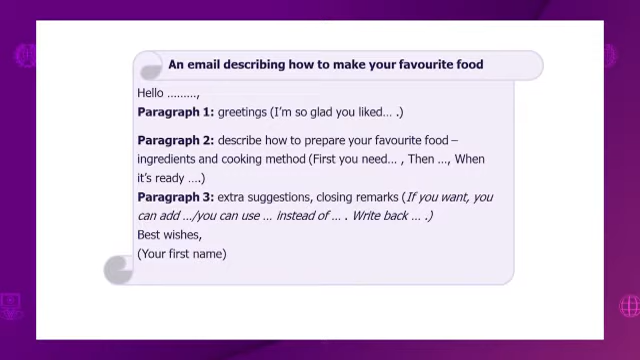 An email describing how to make your favourite food
Hello ………,
Paragraph 1: greetings (I'm so glad you liked… .)
Paragraph 2: describe how to prepare your favourite food –
ingredients and cooking method (First you need… , Then …, When
it's ready ….)
Paragraph 3: extra suggestions, closing remarks (If you want, you
can add …/you can use … instead of … . Write back … .)
Best wishes,
(Your first name)